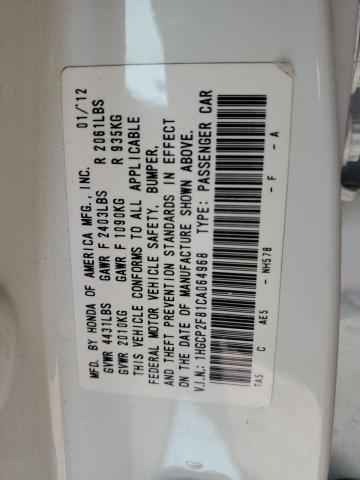 MFD. BY HONDA OF AMERICA MFG., INC. 01/'12
GVWR 4431LBS GAWR F 2403LBS R 2061LBS
GVWR 2010KG GAWR F 1090KG R 935KG
THIS VEHICLE CONFORMS TO ALL APPLICABLE
FEDERAL MOTOR VEHICLE SAFETY, BUMPER,
AND THEFT PREVENTION STANDARDS IN EFFECT
ON THE DATE OF MANUFACTURE SHOWN ABOVE.
V.I.N.: 1HGCP2F81CA064968 TYPE: PASSENGER CAR
TA5 C AE5 - NH578 - F - A